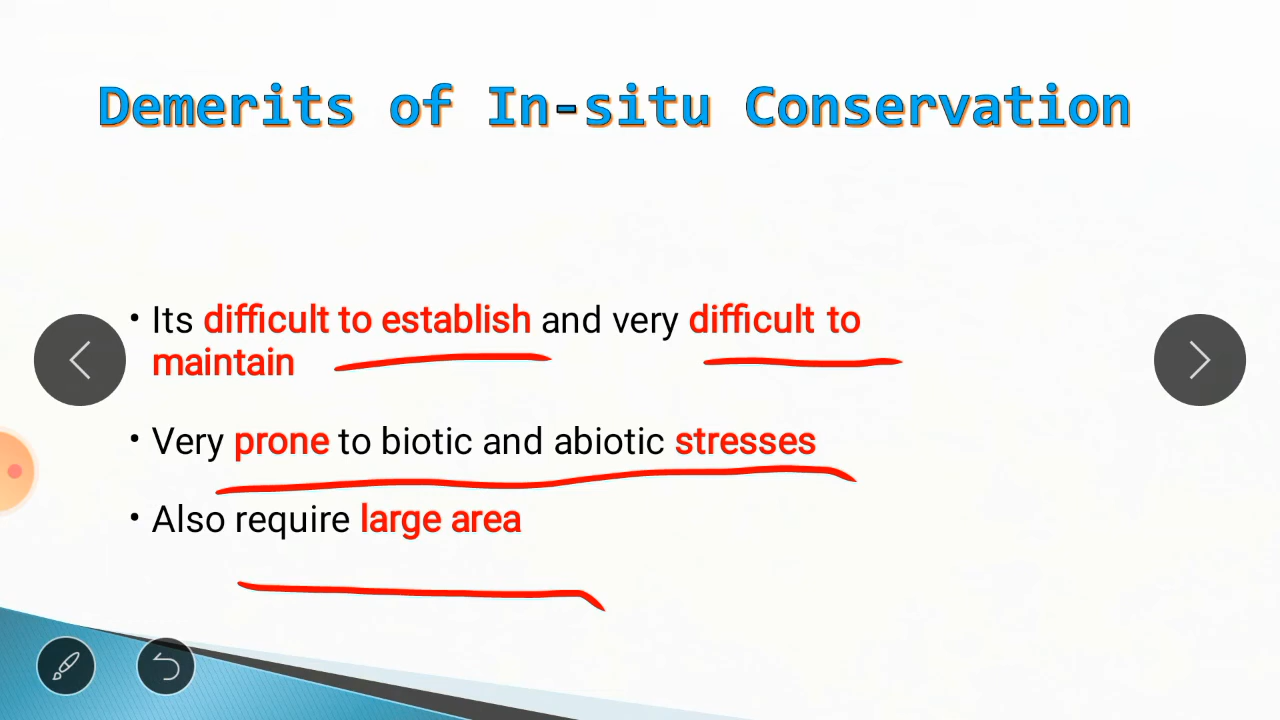 Demerits of In-situ Conservation
• Its difficult to establish and very difficult to
maintain
• Very prone to biotic and abiotic stresses
• Also require large area